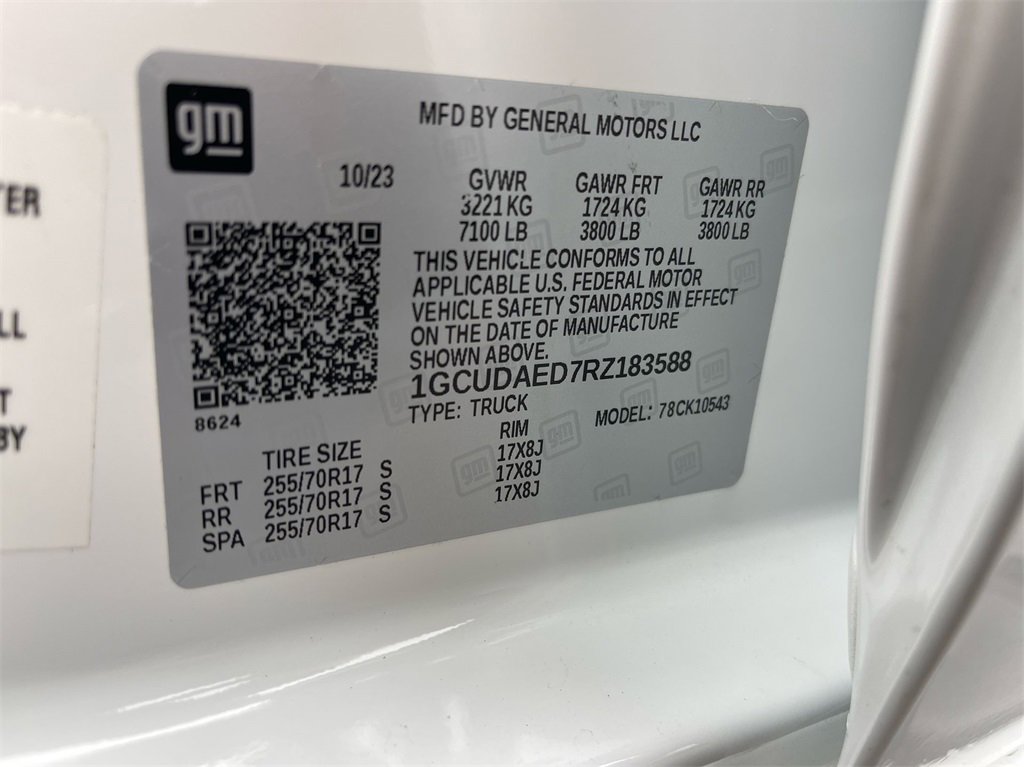 gm
MFD BY GENERAL MOTORS LLC
10/23
GVWR GAWR FRT GAWR RR
3221 KG 1724 KG 1724 KG
7100 LB 3800 LB 3800 LB
THIS VEHICLE CONFORMS TO ALL
APPLICABLE U.S. FEDERAL MOTOR
VEHICLE SAFETY STANDARDS IN EFFECT
ON THE DATE OF MANUFACTURE
SHOWN ABOVE.
1GCUDAED7RZ183588
TYPE: TRUCK MODEL: 78CK10543
8624
TIRE SIZE RIM
FRT 255/70R17 S 17X8J
RR 255/70R17 S 17X8J
SPA 255/70R17 S 17X8J
BY